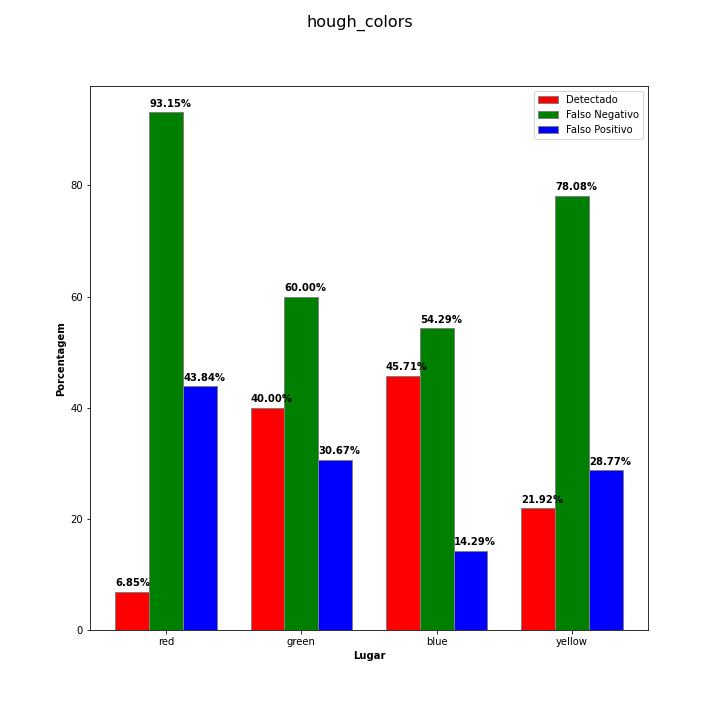 hough_colors
Detectado
Falso Negativo
Falso Positivo
93.15%
78.08%
60.00%
54.29%
45.71%
43.84%
40.00%
30.67%
28.77%
21.92%
14.29%
6.85%
80
60
40
20
0
Porcentagem
red green blue yellow
Lugar